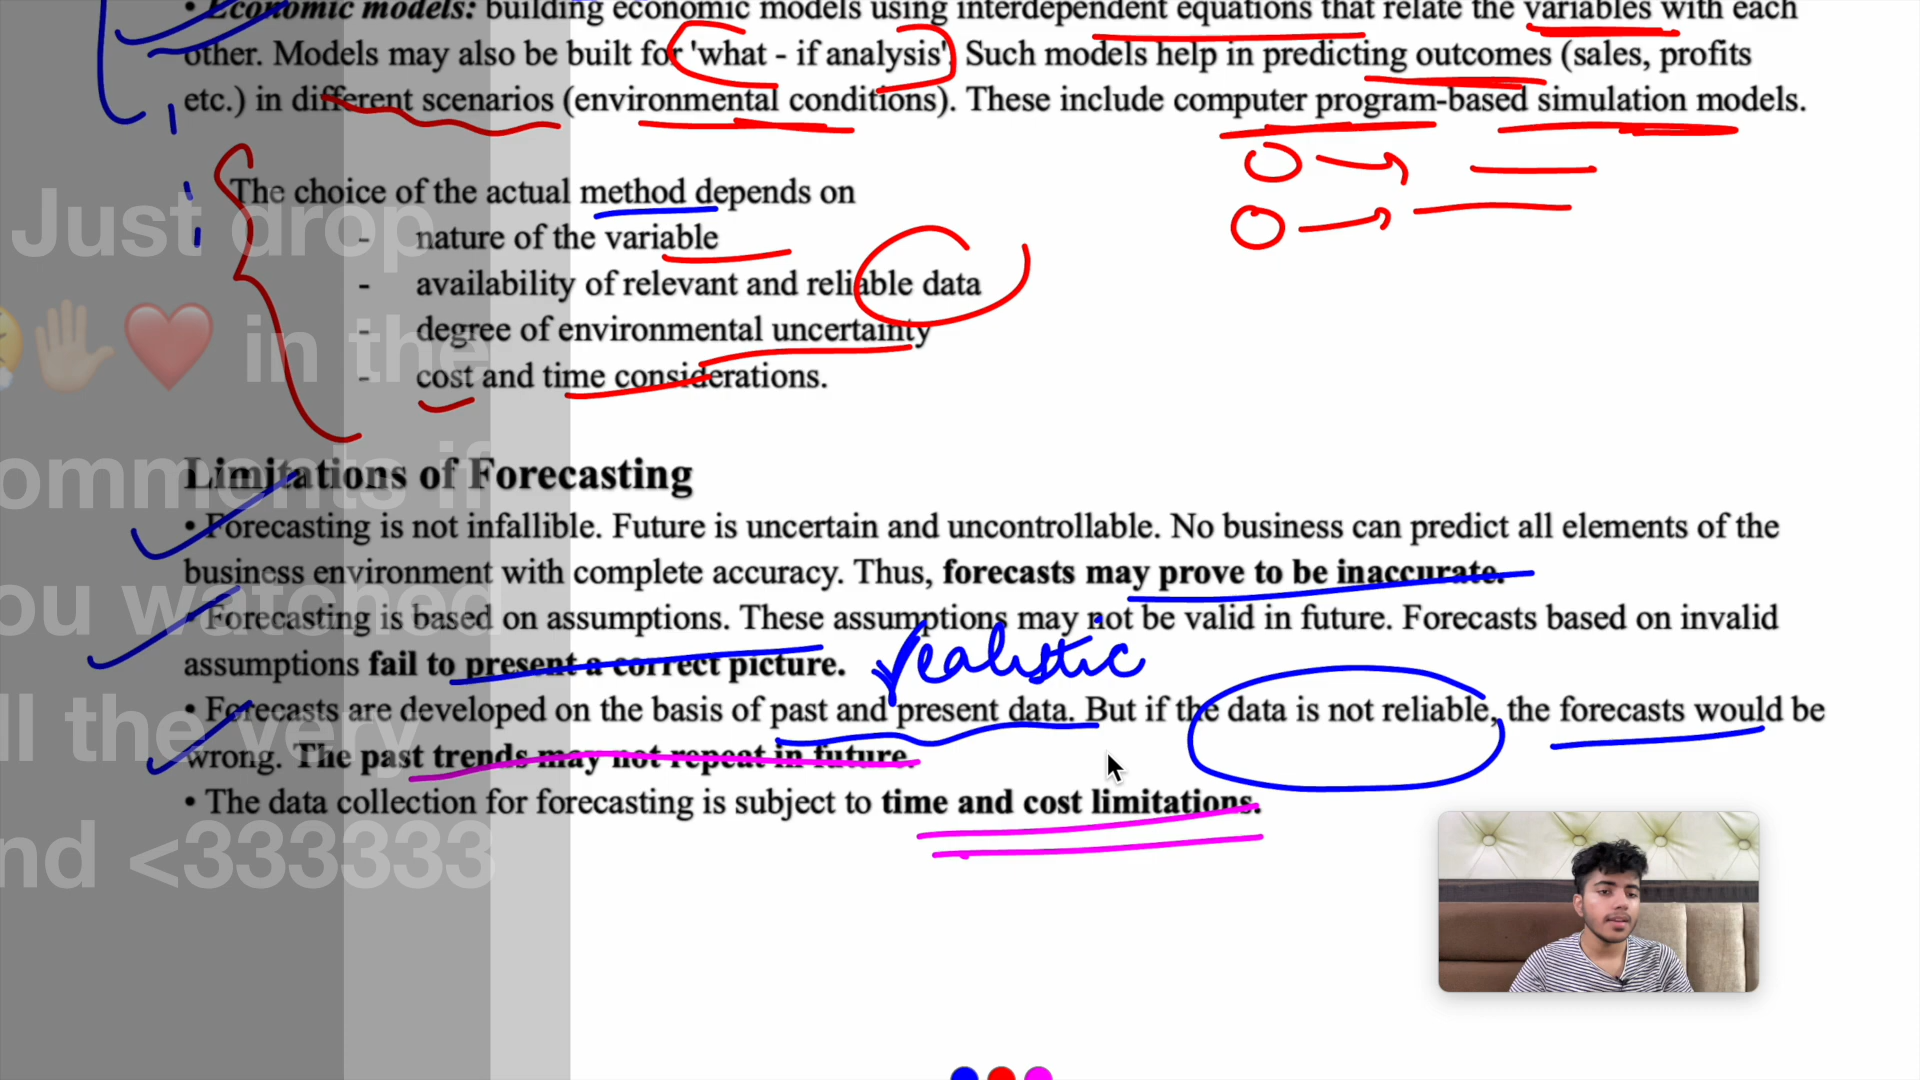 • Economic models: building economic models using interdependent equations that relate the variables with each
other. Models may also be built for 'what - if analysis'. Such models help in predicting outcomes (sales, profits
etc.) in different scenarios (environmental conditions). These include computer program-based simulation models.
The choice of the actual method depends on
- nature of the variable
- availability of relevant and reliable data
- degree of environmental uncertainty
- cost and time considerations.
Limitations of Forecasting
• Forecasting is not infallible. Future is uncertain and uncontrollable. No business can predict all elements of the
business environment with complete accuracy. Thus, forecasts may prove to be inaccurate.
• Forecasting is based on assumptions. These assumptions may not be valid in future. Forecasts based on invalid
assumptions fail to present a correct picture.
realistic
• Forecasts are developed on the basis of past and present data. But if the data is not reliable, the forecasts would be
wrong. The past trends may not repeat in future.
• The data collection for forecasting is subject to time and cost limitations.
Just drop
🤚❤️ in the
omments if
ou watched
ll the very
nd <333333